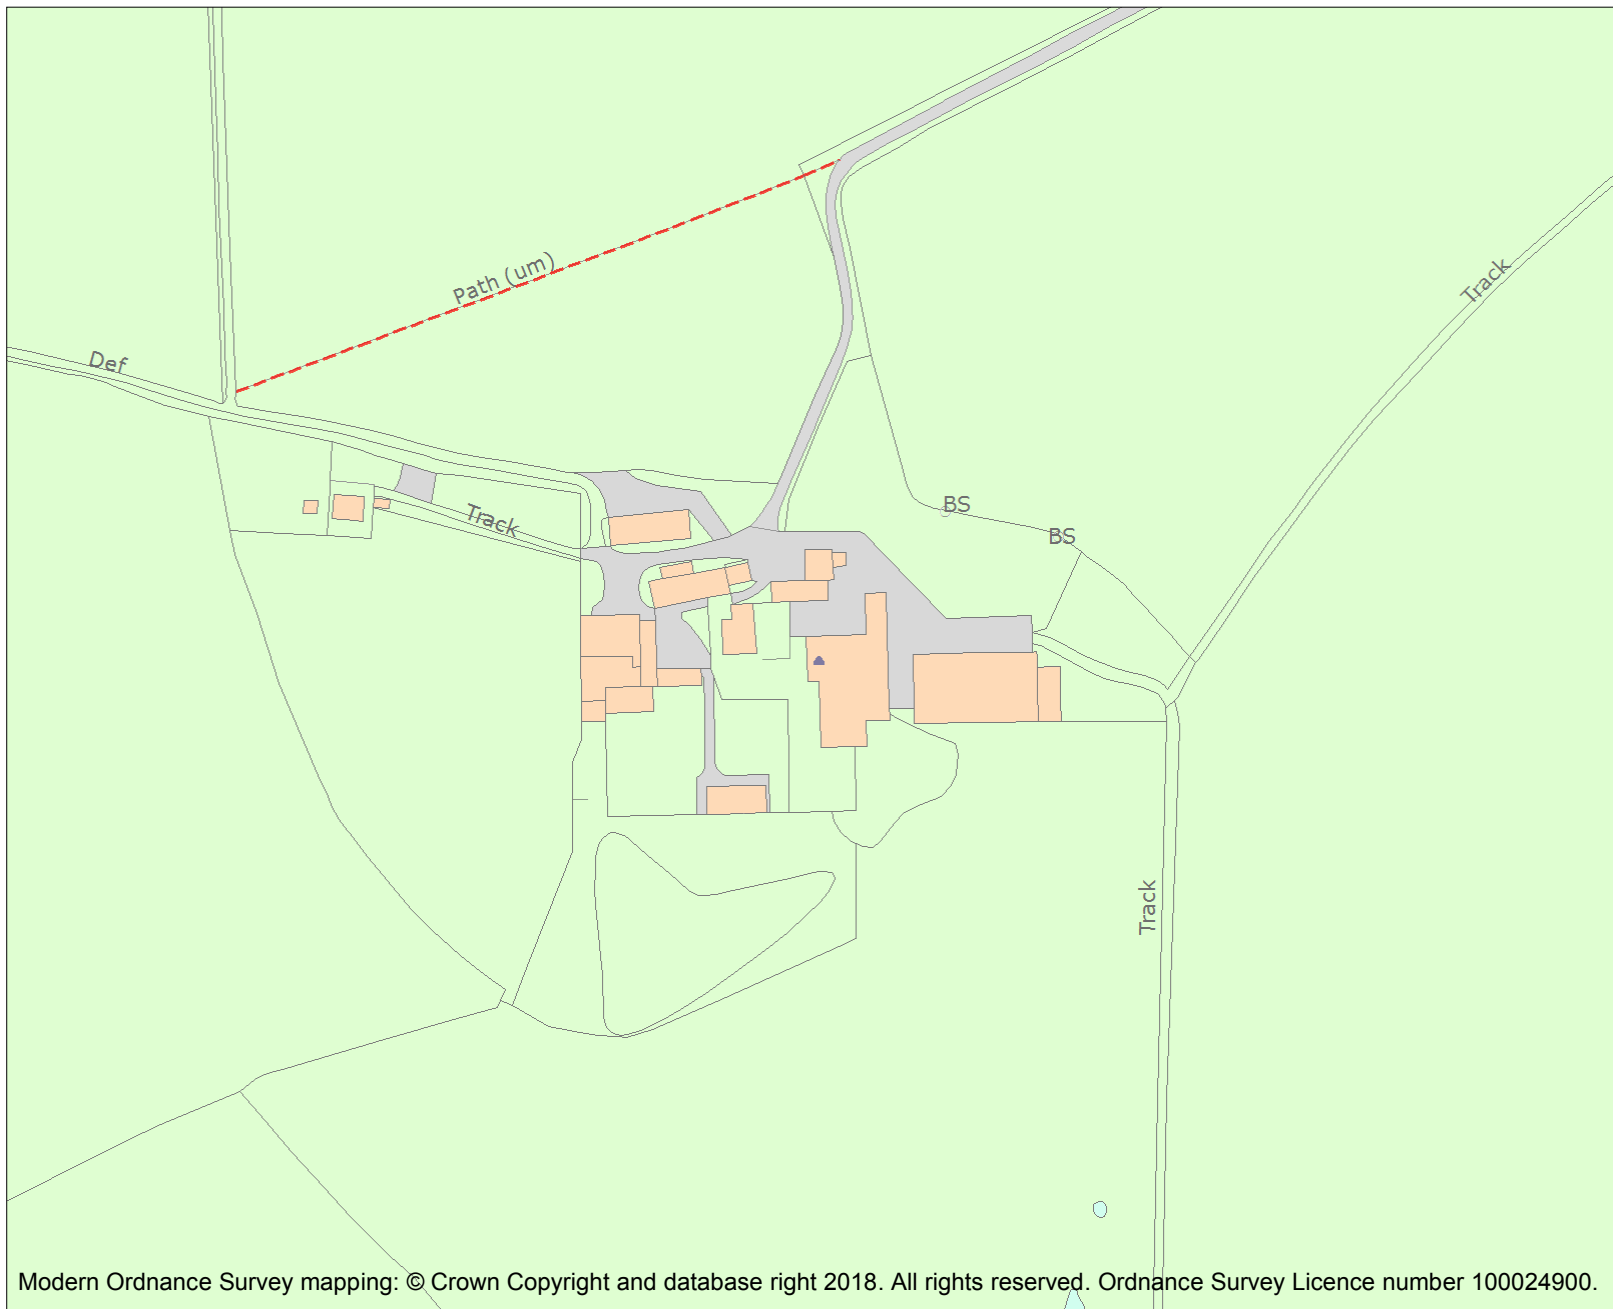 Path (um)
Track
Def
BS
Track
BS
Track
Modern Ordnance Survey mapping: © Crown Copyright and database right 2018. All rights reserved. Ordnance Survey Licence number 100024900.